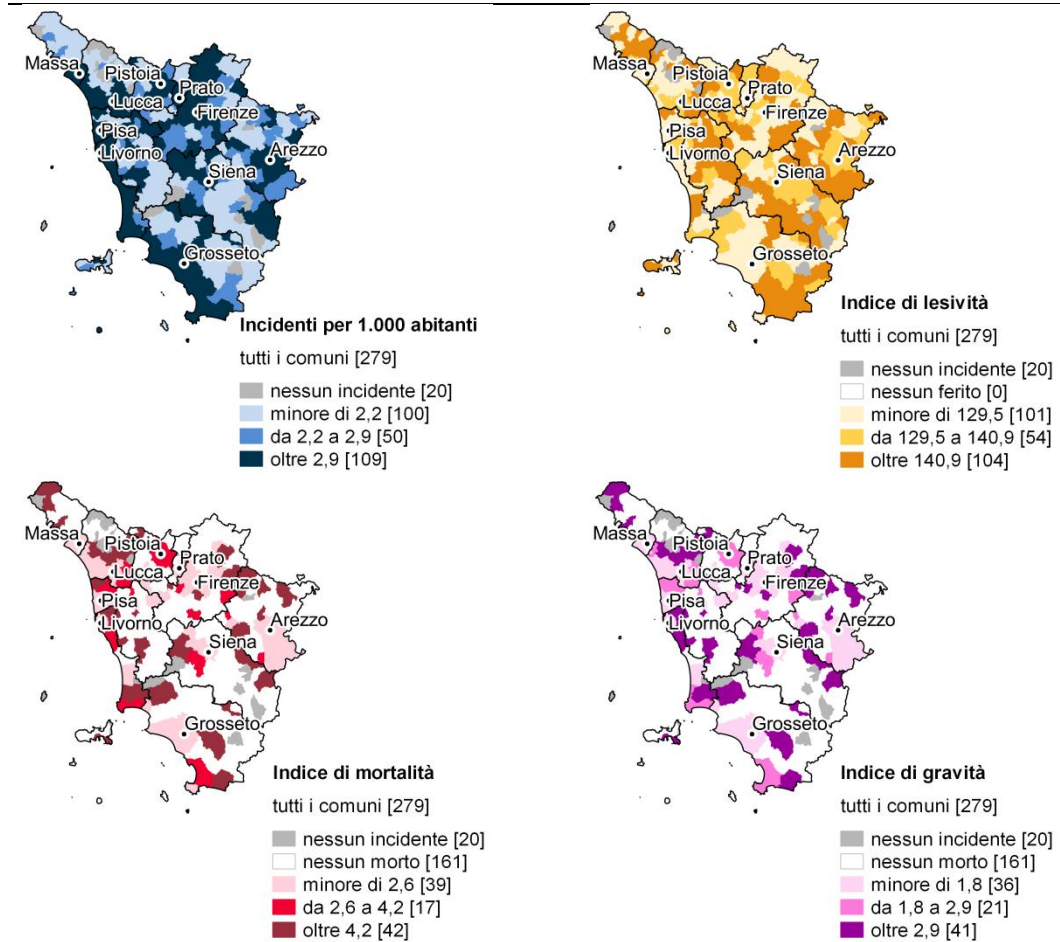 Massa
Pistoia
Prato
Lucca
Firenze
Pisa
Livorno
Arezzo
Siena
Grosseto
Incidenti per 1.000 abitanti
tutti i comuni [279]
nessun incidente [20]
minore di 2,2 [100]
da 2,2 a 2,9 [50]
oltre 2,9 [109]
Massa
Pistoia
Prato
Lucca
Firenze
Pisa
Livorno
Arezzo
Siena
Grosseto
Indice di lesività
tutti i comuni [279]
nessun incidente [20]
nessun ferito [0]
minore di 129,5 [101]
da 129,5 a 140,9 [54]
oltre 140,9 [104]
Massa
Pistoia
Prato
Lucca
Firenze
Pisa
Livorno
Arezzo
Siena
Grosseto
Indice di mortalità
tutti i comuni [279]
nessun incidente [20]
nessun morto [161]
minore di 2,6 [39]
da 2,6 a 4,2 [17]
oltre 4,2 [42]
Massa
Pistoia
Prato
Lucca
Firenze
Pisa
Livorno
Arezzo
Siena
Grosseto
Indice di gravità
tutti i comuni [279]
nessun incidente [20]
nessun morto [161]
minore di 1,8 [36]
da 1,8 a 2,9 [21]
oltre 2,9 [41]